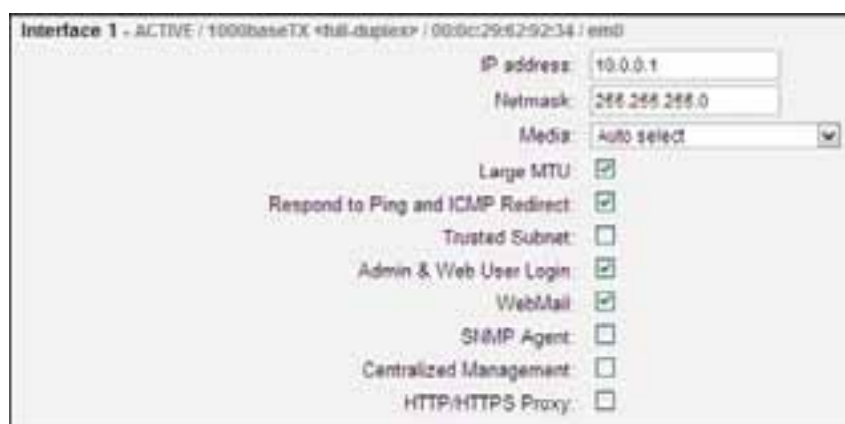 Interface 1 - ACTIVE / 1000baseTX <full-duplex> / 00:0c:29:62:92:34 / em0
IP address: 10.0.0.1
Netmask: 255.255.255.0
Media: Auto select
Large MTU
Respond to Ping and ICMP Redirect:
Trusted Subnet:
Admin & Web User Login:
WebMail
SNMP Agent:
Centralized Management:
HTTP/HTTPS Proxy: